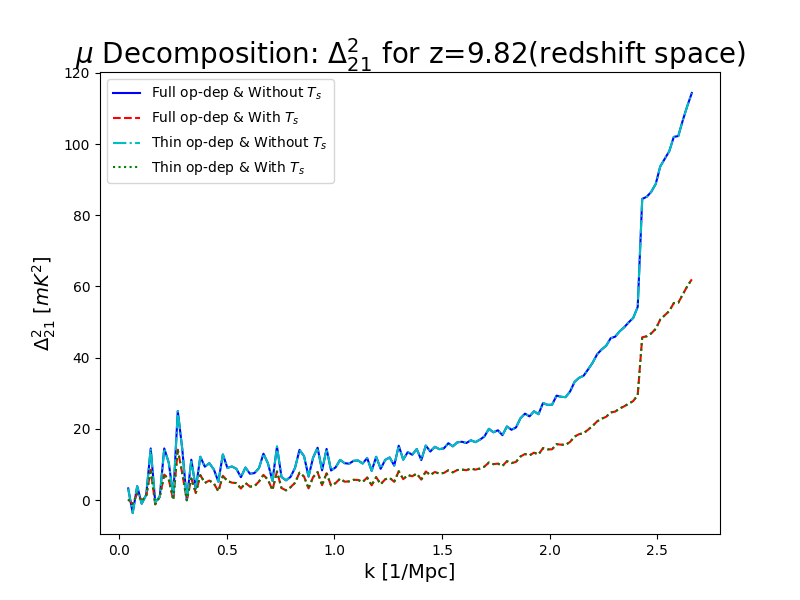 μ Decomposition: Δ²₂₁ for z=9.82(redshift space)
Full op-dep & Without Tₛ
Full op-dep & With Tₛ
Thin op-dep & Without Tₛ
Thin op-dep & With Tₛ
120
100
80
60
40
20
0
Δ²₂₁ [mK²]
0.0 0.5 1.0 1.5 2.0 2.5
k [1/Mpc]